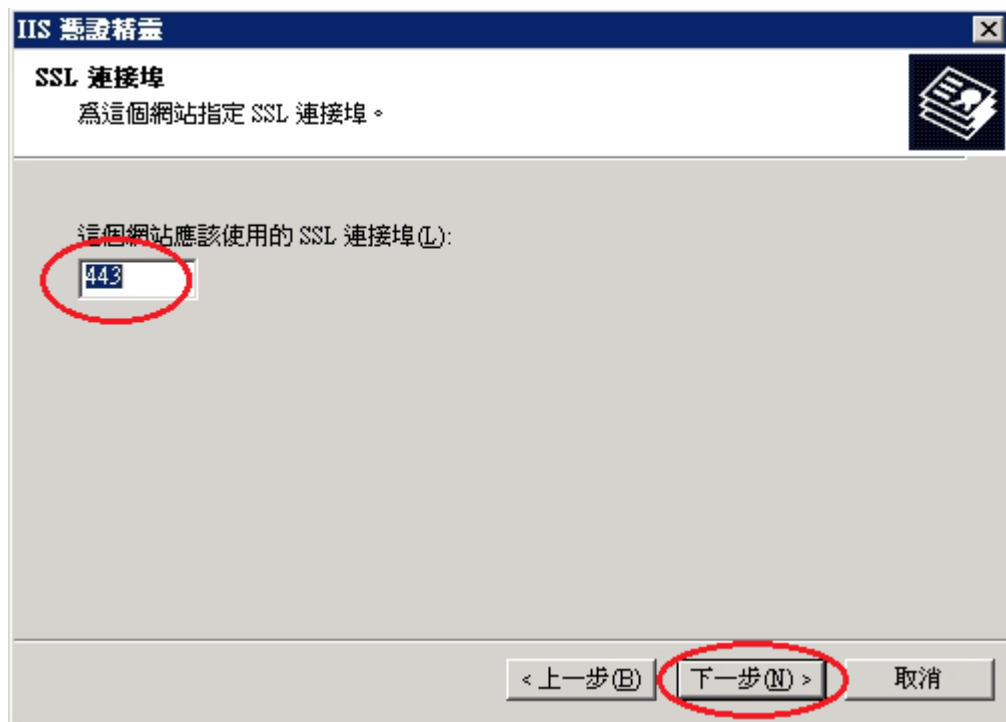 IIS 憑證精靈
SSL 連接埠
為這個網站指定 SSL 連接埠。
這個網站應該使用的 SSL 連接埠(L):
443
< 上一步(B)
下一步(N) >
取消